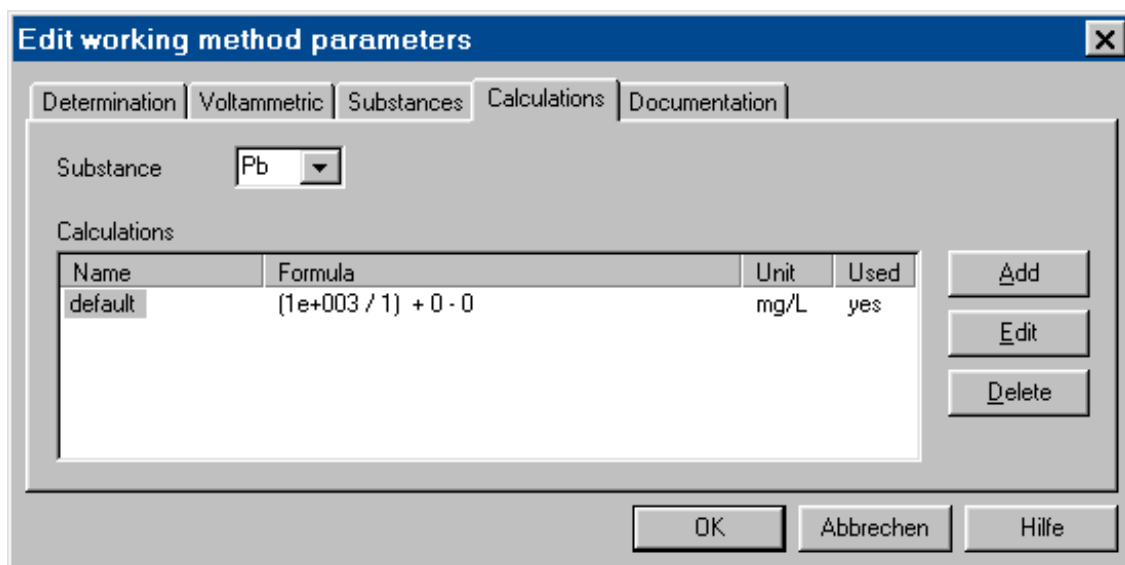 Edit working method parameters
Determination Voltammetric Substances Calculations Documentation
Substance Pb
Calculations
Name Formula Unit Used
default (1e+003 / 1) + 0 - 0 mg/L yes
Add
Edit
Delete
OK Abbrechen Hilfe